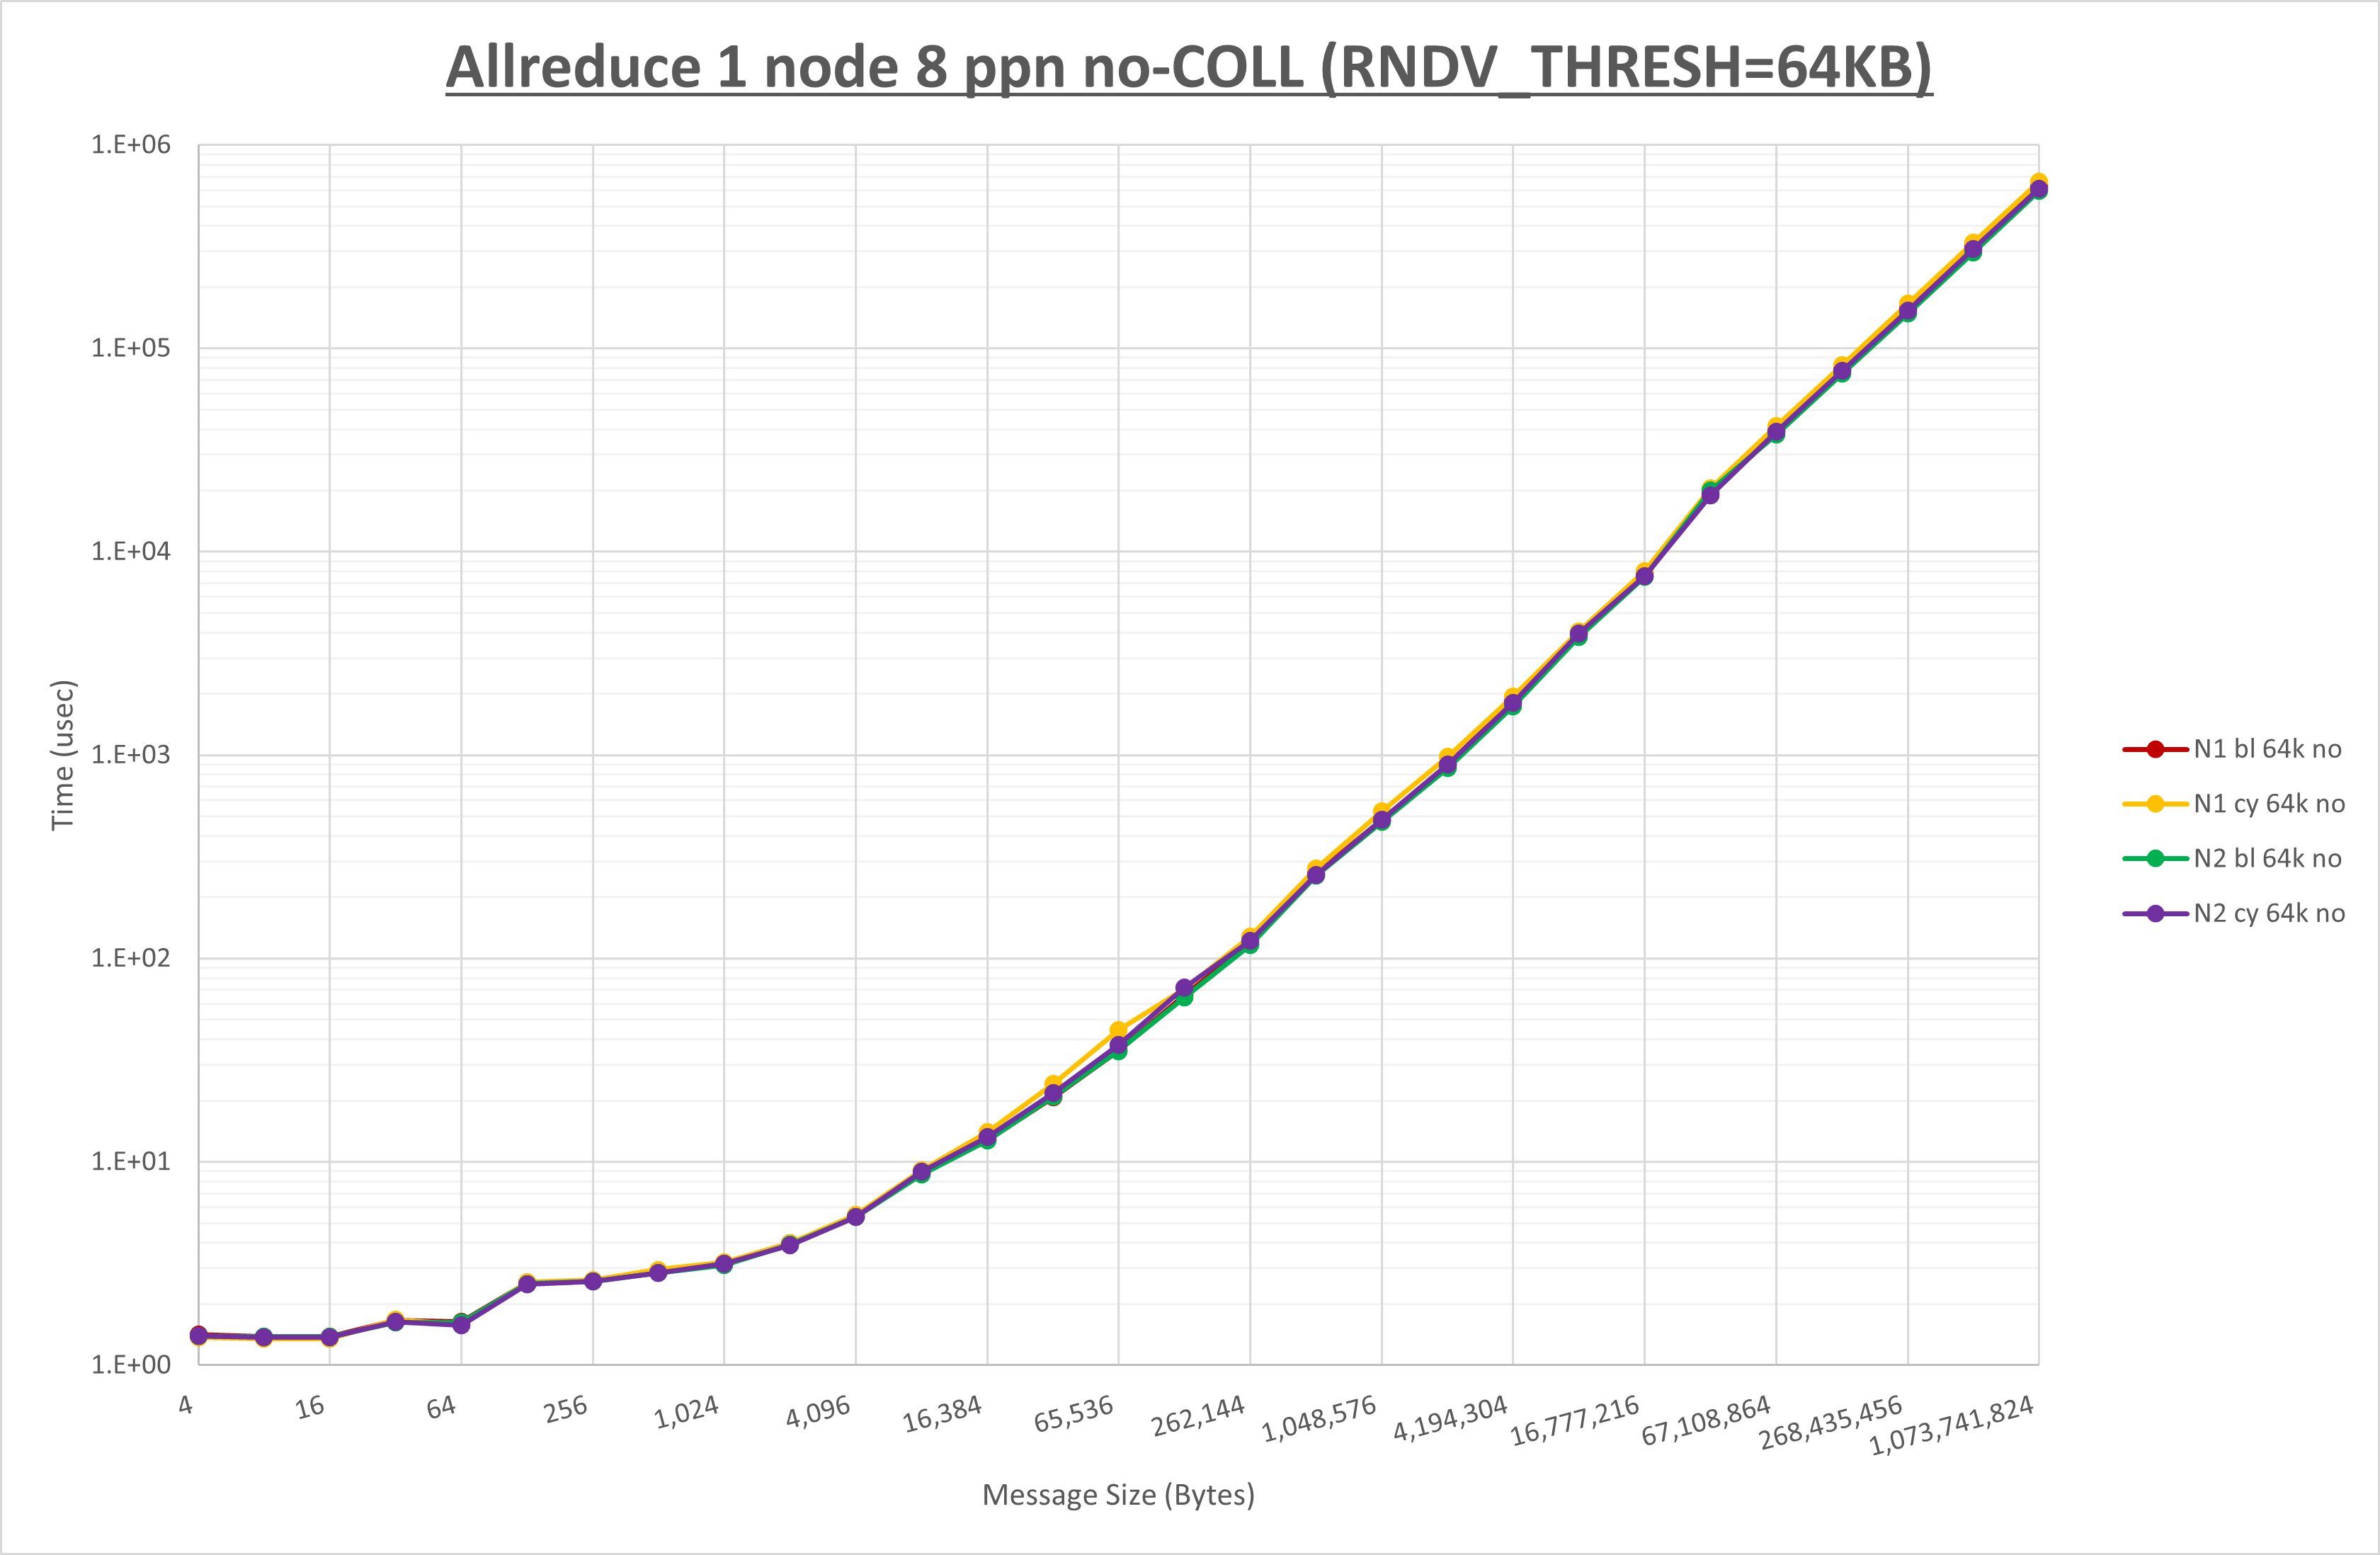 Allreduce 1 node 8 ppn no-COLL (RNDV_THRESH=64KB)
1.E+06
1.E+05
1.E+04
1.E+03
1.E+02
1.E+01
1.E+00
Time (usec)
N1 bl 64k no
N1 cy 64k no
N2 bl 64k no
N2 cy 64k no
4
16
64
256
1,024
4,096
16,384
65,536
262,144
1,048,576
4,194,304
16,777,216
67,108,864
268,435,456
1,073,741,824
Message Size (Bytes)